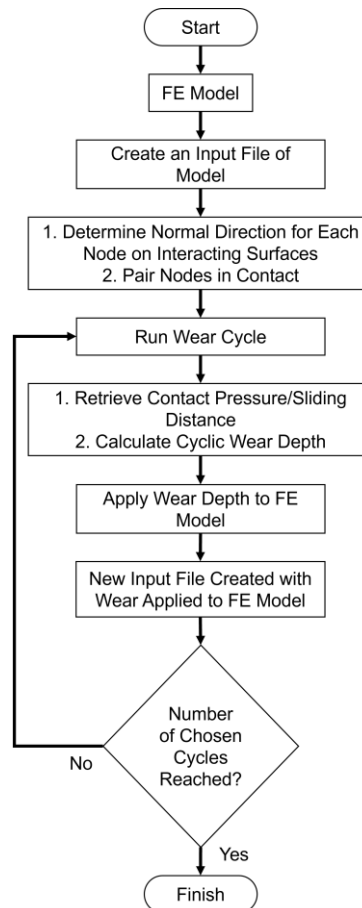 Start
FE Model
Create an Input File of
Model
1. Determine Normal Direction for Each
Node on Interacting Surfaces
2. Pair Nodes in Contact
Run Wear Cycle
1. Retrieve Contact Pressure/Sliding
Distance
2. Calculate Cyclic Wear Depth
Apply Wear Depth to FE
Model
New Input File Created with
Wear Applied to FE Model
Number
of Chosen
Cycles
Reached?
No
Yes
Finish